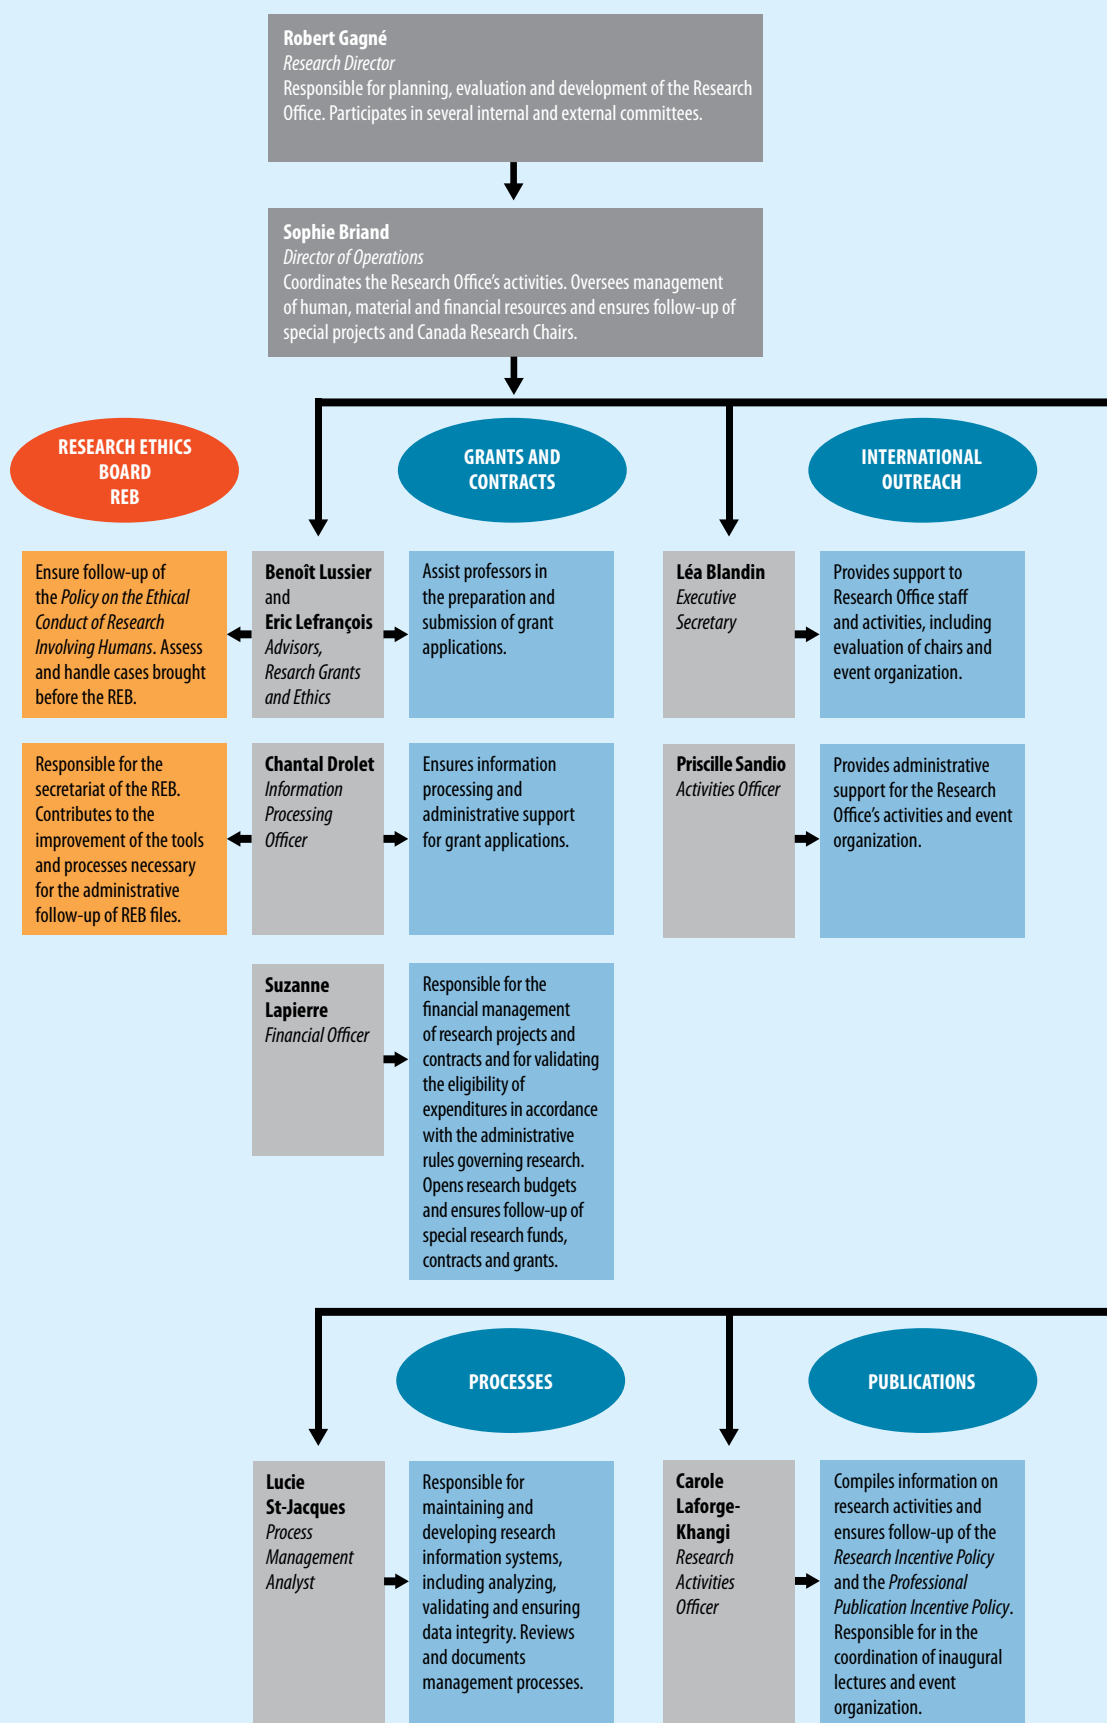 Robert Gagné
Research Director
Responsible for planning, evaluation and development of the Research
Office. Participates in several internal and external committees.
Sophie Briand
Director of Operations
Coordinates the Research Office's activities. Oversees management
of human, material and financial resources and ensures follow-up of
special projects and Canada Research Chairs.
RESEARCH ETHICS
BOARD
REB
GRANTS AND
CONTRACTS
INTERNATIONAL
OUTREACH
Ensure follow-up of
the Policy on the Ethical
Conduct of Research
Involving Humans. Assess
and handle cases brought
before the REB.
Benoît Lussier
and
Eric Lefrançois
Advisors,
Resarch Grants
and Ethics
Assist professors in
the preparation and
submission of grant
applications.
Léa Blandin
Executive
Secretary
Provides support to
Research Office staff
and activities, including
evaluation of chairs and
event organization.
Responsible for the
secretariat of the REB.
Contributes to the
improvement of the tools
and processes necessary
for the administrative
follow-up of REB files.
Chantal Drolet
Information
Processing
Officer
Ensures information
processing and
administrative support
for grant applications.
Priscille Sandio
Activities Officer
Provides administrative
support for the Research
Office's activities and event
organization.
Suzanne
Lapierre
Financial Officer
Responsible for the
financial management
of research projects and
contracts and for validating
the eligibility of
expenditures in accordance
with the administrative
rules governing research.
Opens research budgets
and ensures follow-up of
special research funds,
contracts and grants.
PROCESSES
PUBLICATIONS
Lucie
St-Jacques
Process
Management
Analyst
Responsible for
maintaining and
developing research
information systems,
including analyzing,
validating and ensuring
data integrity. Reviews
and documents
management processes.
Carole
Laforge-
Khangi
Research
Activities
Officer
Compiles information on
research activities and
ensures follow-up of the
Research Incentive Policy
and the Professional
Publication Incentive Policy.
Responsible for in the
coordination of inaugural
lectures and event
organization.